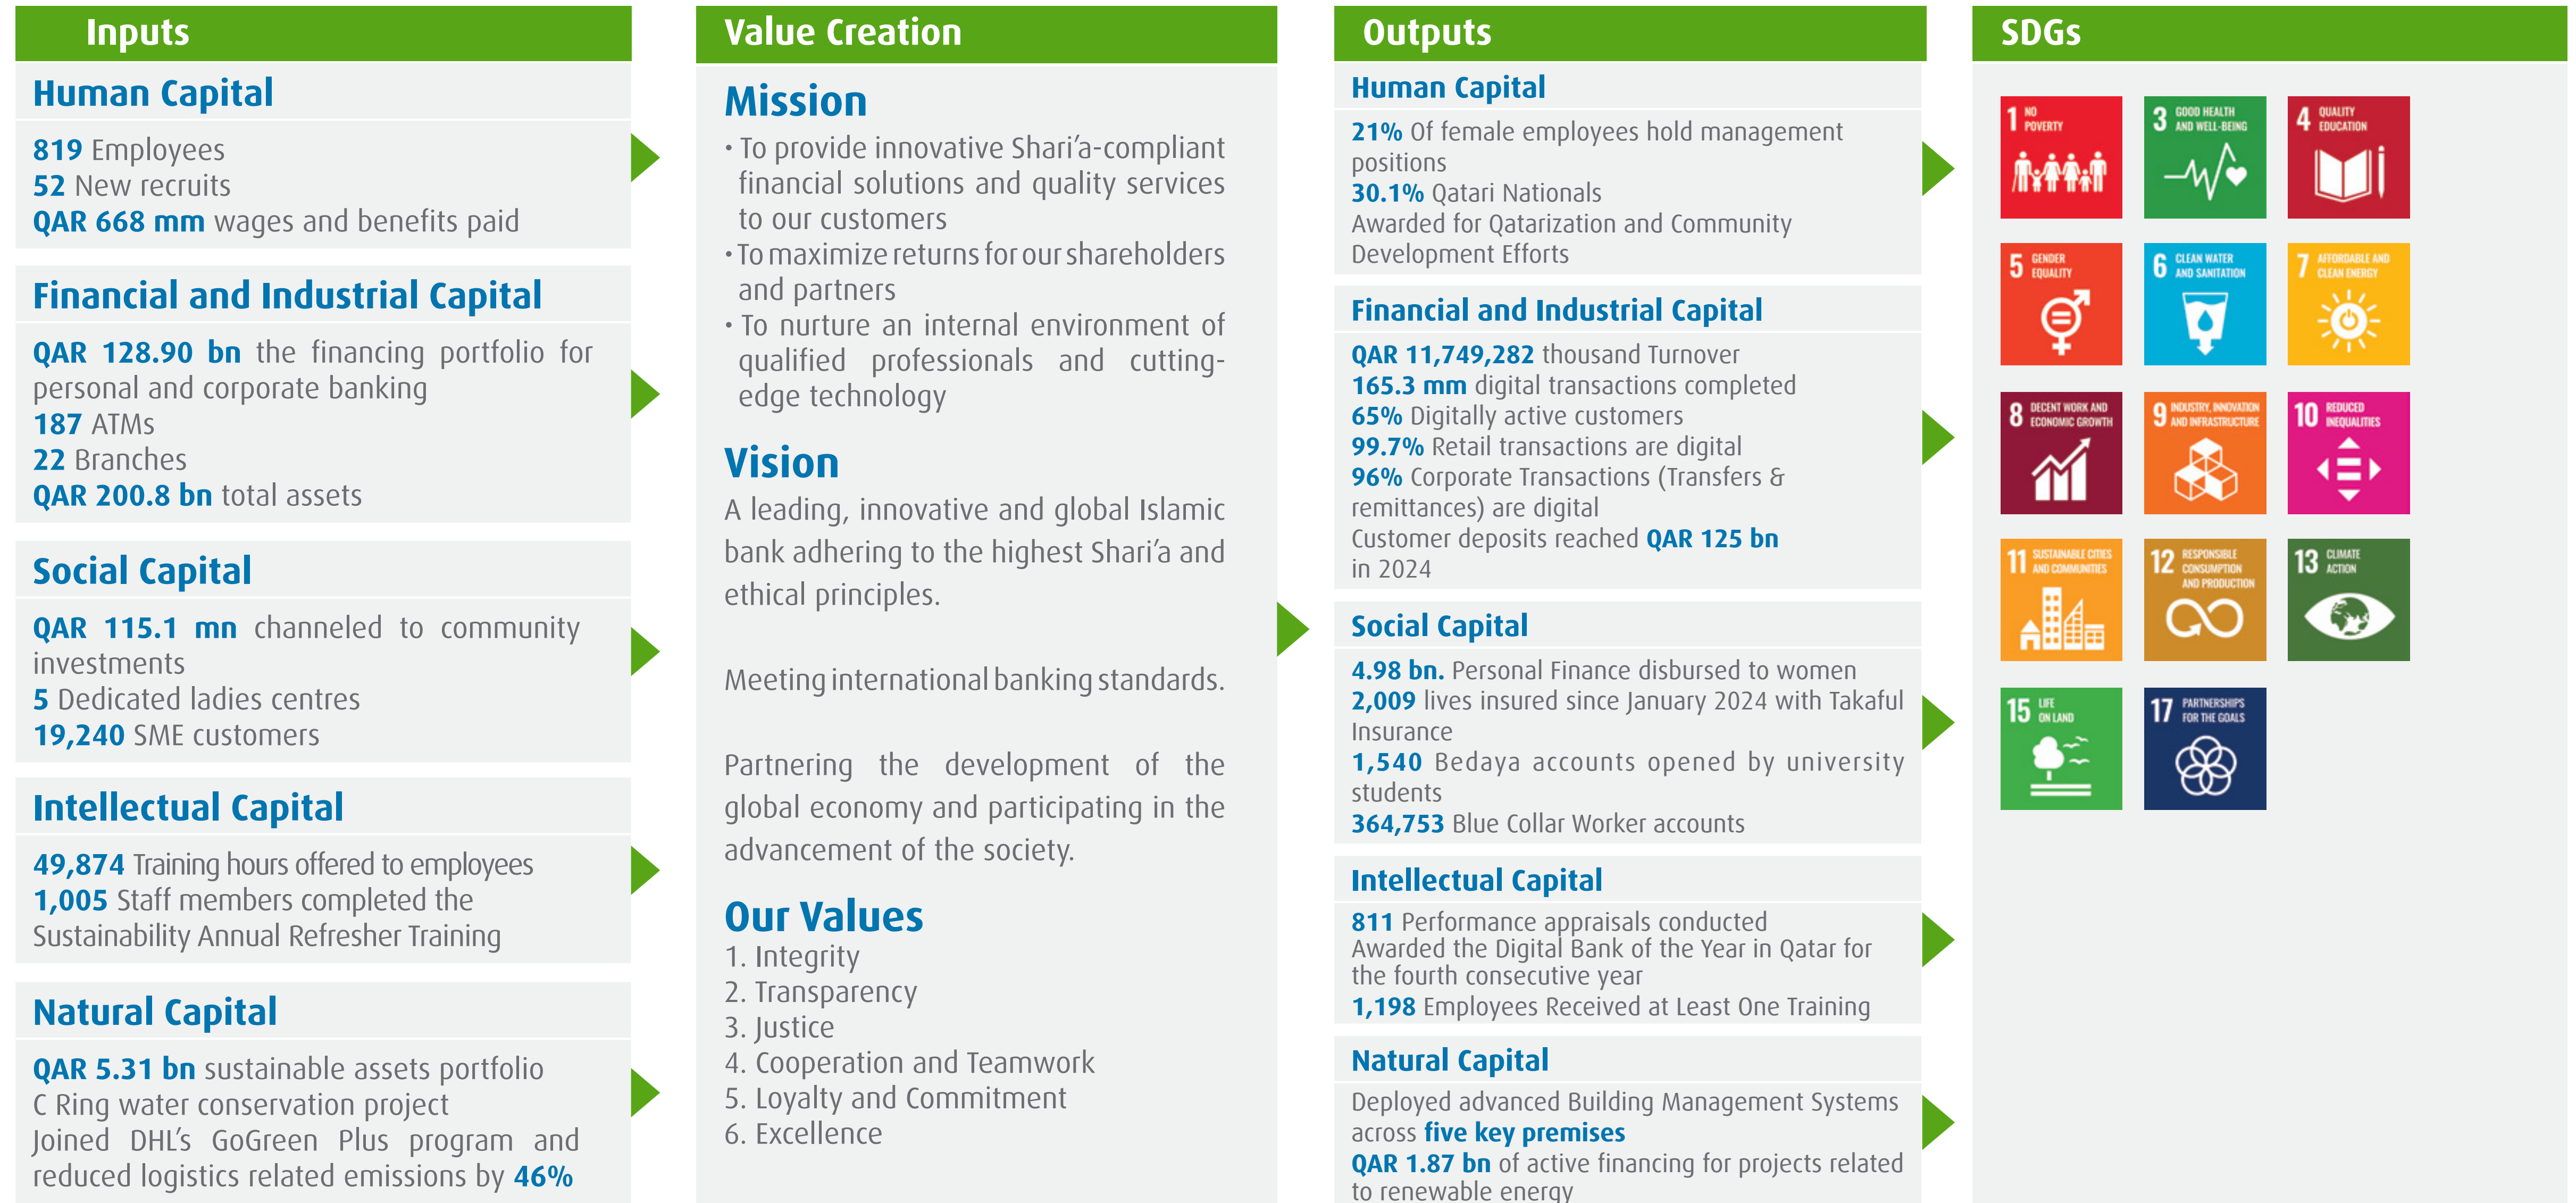 Inputs
Human Capital
819 Employees
52 New recruits
QAR 668 mm wages and benefits paid
Financial and Industrial Capital
QAR 128.90 bn the financing portfolio for
personal and corporate banking
187 ATMs
22 Branches
QAR 200.8 bn total assets
Social Capital
QAR 115.1 mn channeled to community
investments
5 Dedicated ladies centres
19,240 SME customers
Intellectual Capital
49,874 Training hours offered to employees
1,005 Staff members completed the
Sustainability Annual Refresher Training
Natural Capital
QAR 5.31 bn sustainable assets portfolio
C Ring water conservation project
Joined DHL’s GoGreen Plus program and
reduced logistics related emissions by 46%
Value Creation
Mission
• To provide innovative Shari’a-compliant
financial solutions and quality services
to our customers
• To maximize returns for our shareholders
and partners
• To nurture an internal environment of
qualified professionals and cutting-
edge technology
Vision
A leading, innovative and global Islamic
bank adhering to the highest Shari’a and
ethical principles.
Meeting international banking standards.
Partnering the development of the
global economy and participating in the
advancement of the society.
Our Values
1. Integrity
2. Transparency
3. Justice
4. Cooperation and Teamwork
5. Loyalty and Commitment
6. Excellence
Outputs
Human Capital
21% Of female employees hold management
positions
30.1% Qatari Nationals
Awarded for Qatarization and Community
Development Efforts
Financial and Industrial Capital
QAR 11,749,282 thousand Turnover
165.3 mm digital transactions completed
65% Digitally active customers
99.7% Retail transactions are digital
96% Corporate Transactions (Transfers &
remittances) are digital
Customer deposits reached QAR 125 bn
in 2024
Social Capital
4.98 bn. Personal Finance disbursed to women
2,009 lives insured since January 2024 with Takaful
Insurance
1,540 Bedaya accounts opened by university
students
364,753 Blue Collar Worker accounts
Intellectual Capital
811 Performance appraisals conducted
Awarded the Digital Bank of the Year in Qatar for
the fourth consecutive year
1,198 Employees Received at Least One Training
Natural Capital
Deployed advanced Building Management Systems
across five key premises
QAR 1.87 bn of active financing for projects related
to renewable energy
SDGs
1 NO
POVERTY
3 GOOD HEALTH
AND WELL-BEING
4 QUALITY
EDUCATION
5 GENDER
EQUALITY
6 CLEAN WATER
AND SANITATION
7 AFFORDABLE AND
CLEAN ENERGY
8 DECENT WORK AND
ECONOMIC GROWTH
9 INDUSTRY, INNOVATION
AND INFRASTRUCTURE
10 REDUCED
INEQUALITIES
11 SUSTAINABLE CITIES
AND COMMUNITIES
12 RESPONSIBLE
CONSUMPTION
AND PRODUCTION
13 CLIMATE
ACTION
15 LIFE
ON LAND
17 PARTNERSHIPS
FOR THE GOALS